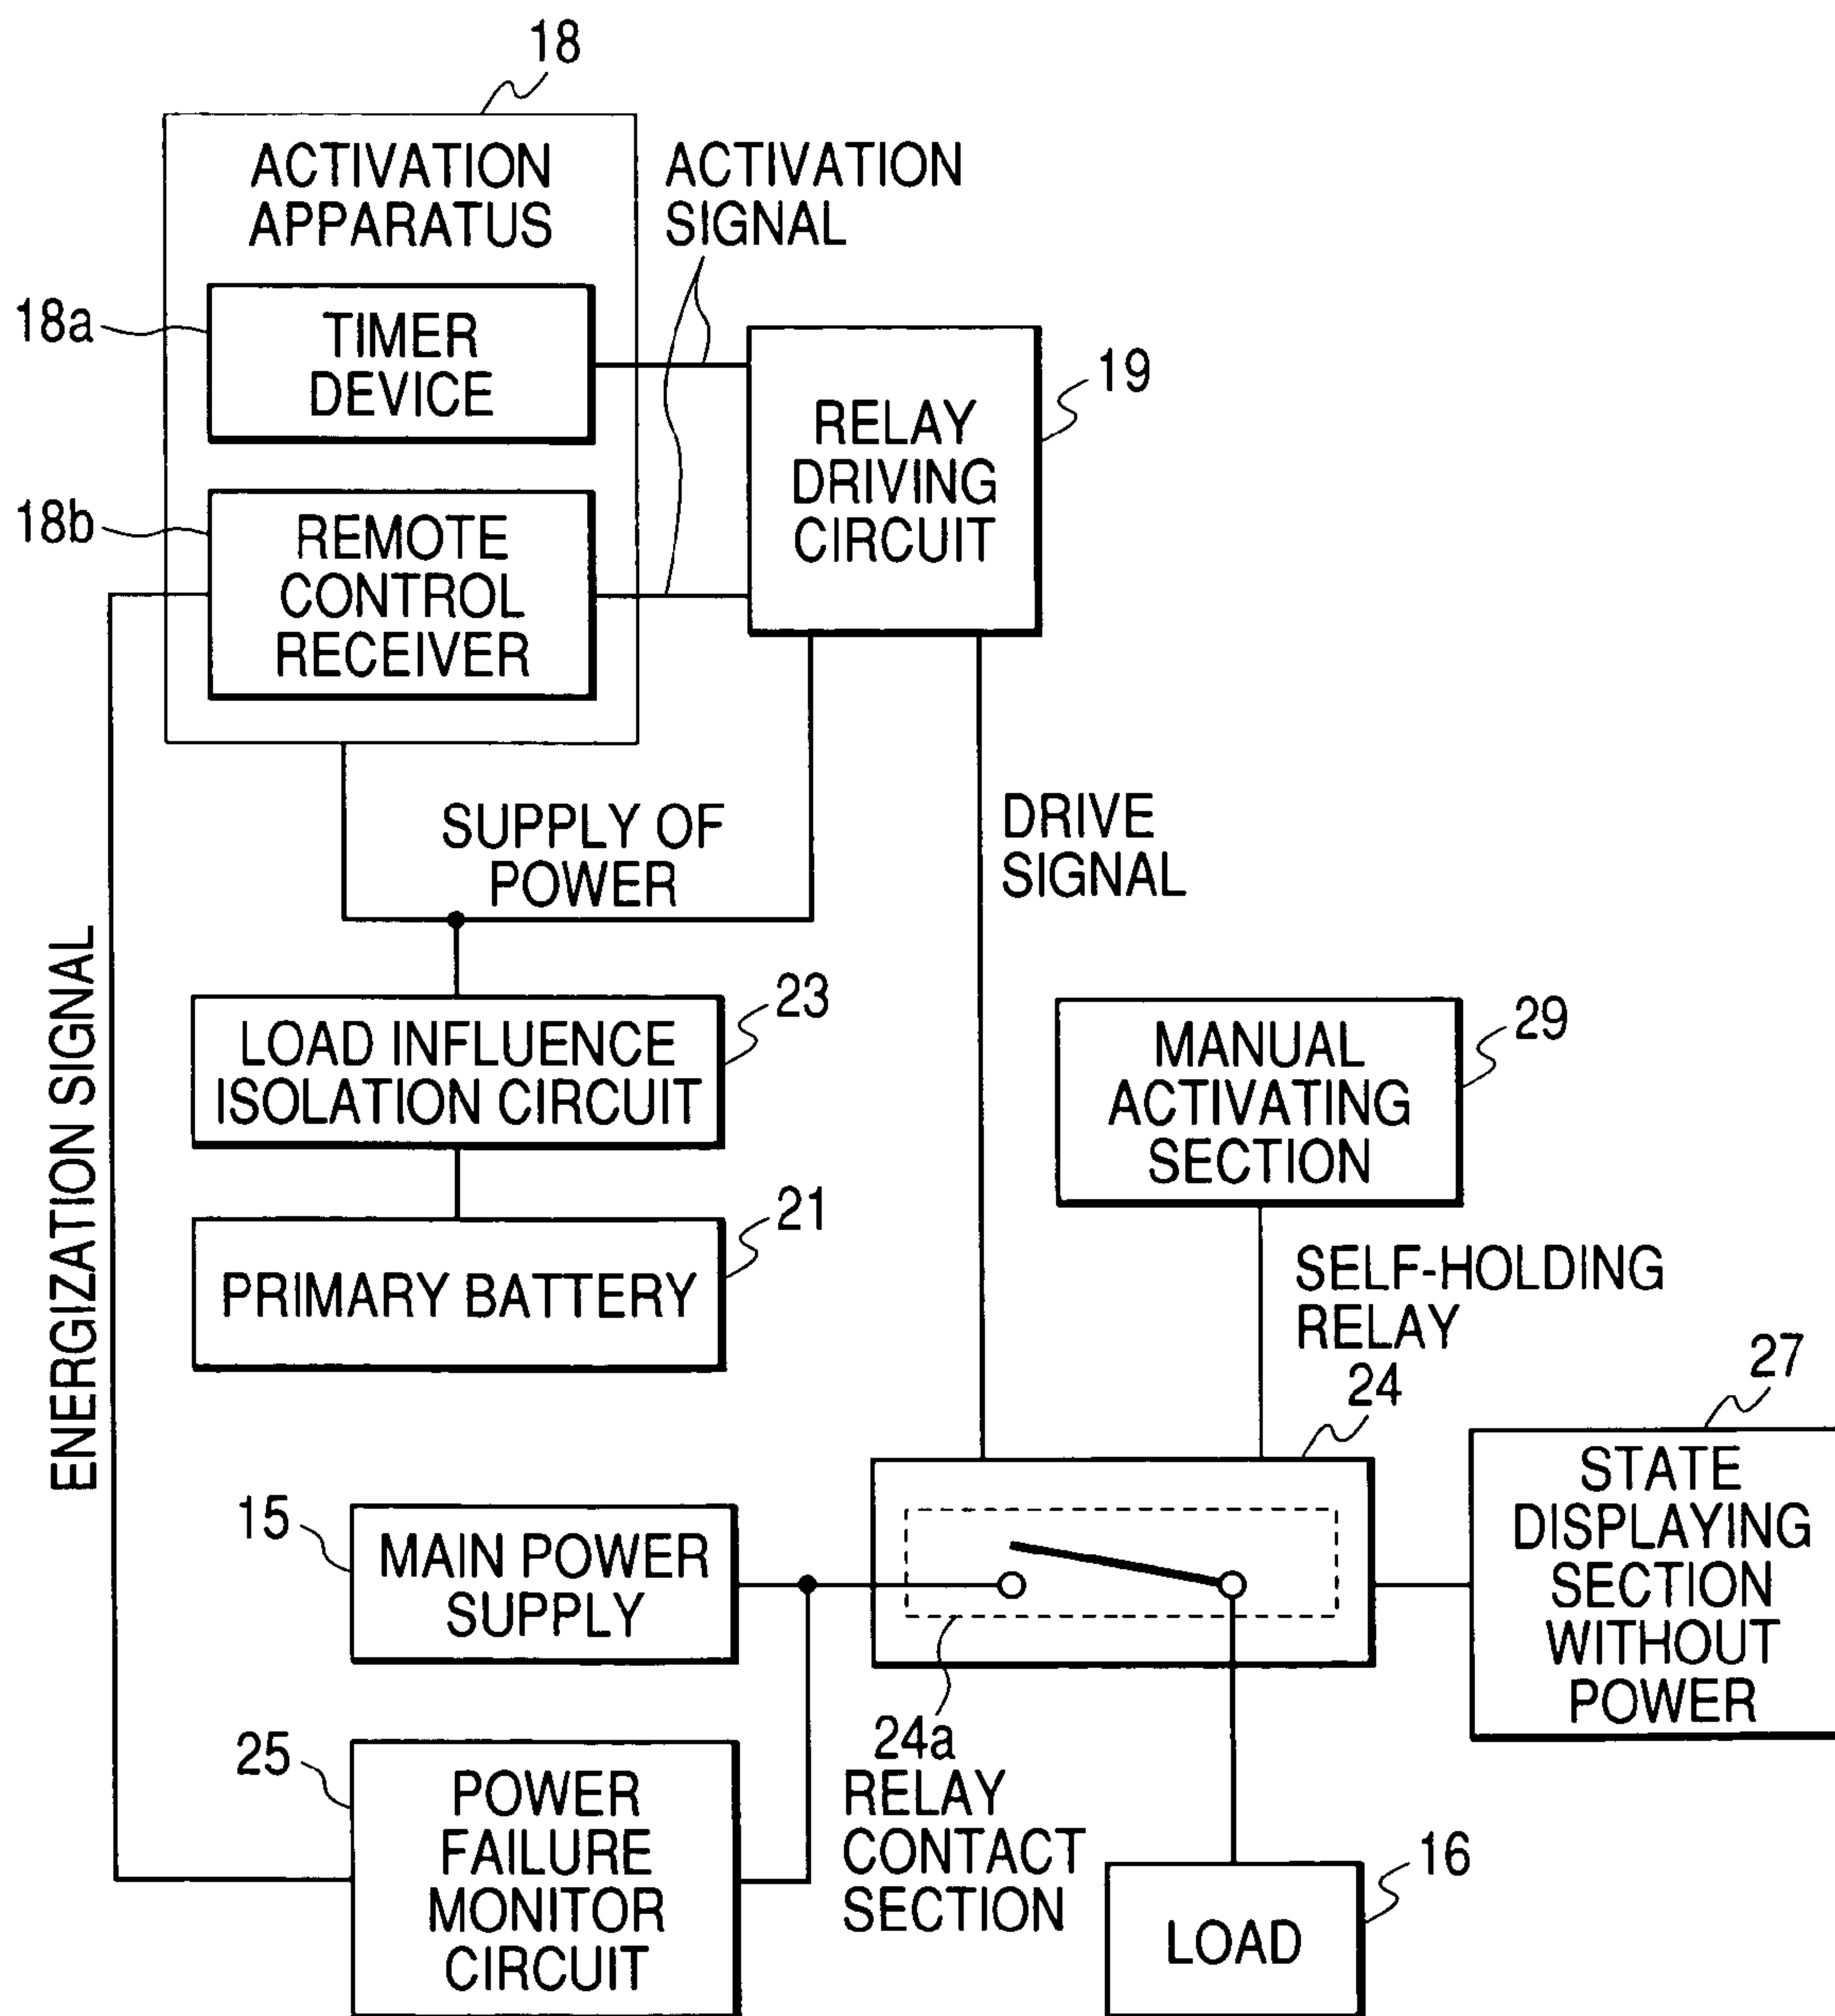 18
ACTIVATION
APPARATUS
ACTIVATION
SIGNAL
18a
TIMER
DEVICE
19
RELAY
DRIVING
CIRCUIT
18b
REMOTE
CONTROL
RECEIVER
SUPPLY OF
POWER
DRIVE
SIGNAL
ENERGIZATION SIGNAL
23
LOAD INFLUENCE
ISOLATION CIRCUIT
29
MANUAL
ACTIVATING
SECTION
21
PRIMARY BATTERY
SELF-HOLDING
RELAY
24
27
STATE
DISPLAYING
SECTION
WITHOUT
POWER
15
MAIN POWER
SUPPLY
24a
RELAY
CONTACT
SECTION
25
POWER
FAILURE
MONITOR
CIRCUIT
16
LOAD